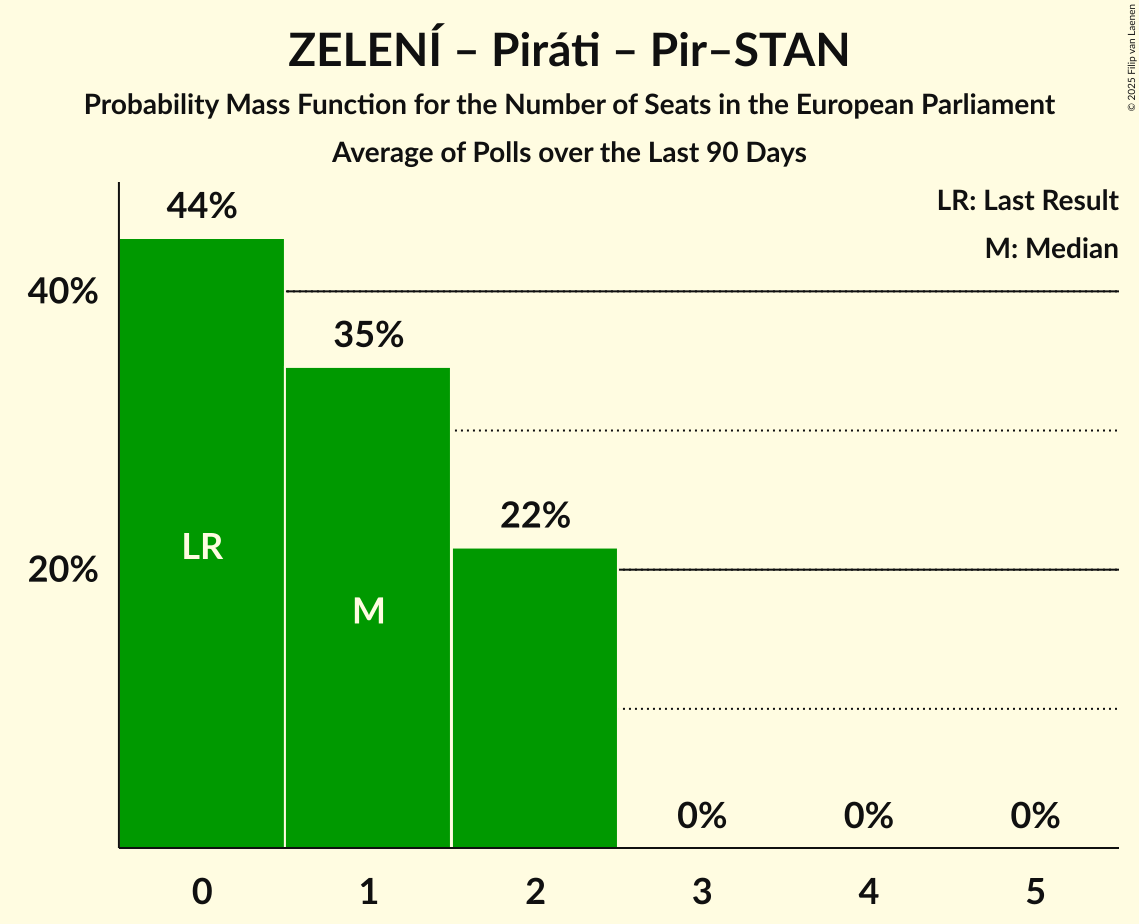 ZELENÍ – Piráti – Pir–STAN
Probability Mass Function for the Number of Seats in the European Parliament
Average of Polls over the Last 90 Days
© 2025 Filip van Laenen
LR: Last Result
M: Median
44%
40%
35%
22%
20%
LR
M
0%
0%
0%
0
1
2
3
4
5